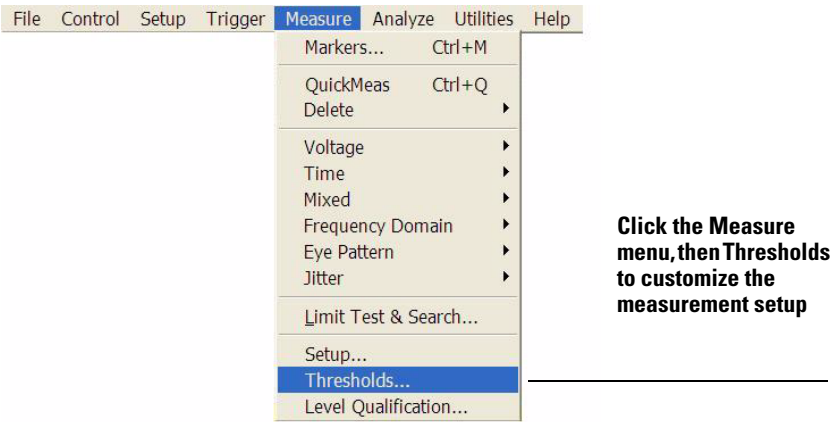 File Control Setup Trigger Measure Analyze Utilities Help
Markers... Ctrl+M
QuickMeas Ctrl+Q
Delete
Voltage
Time
Mixed
Frequency Domain
Eye Pattern
Jitter
Limit Test & Search...
Setup...
Thresholds...
Level Qualification...
Click the Measure
menu, then Thresholds
to customize the
measurement setup